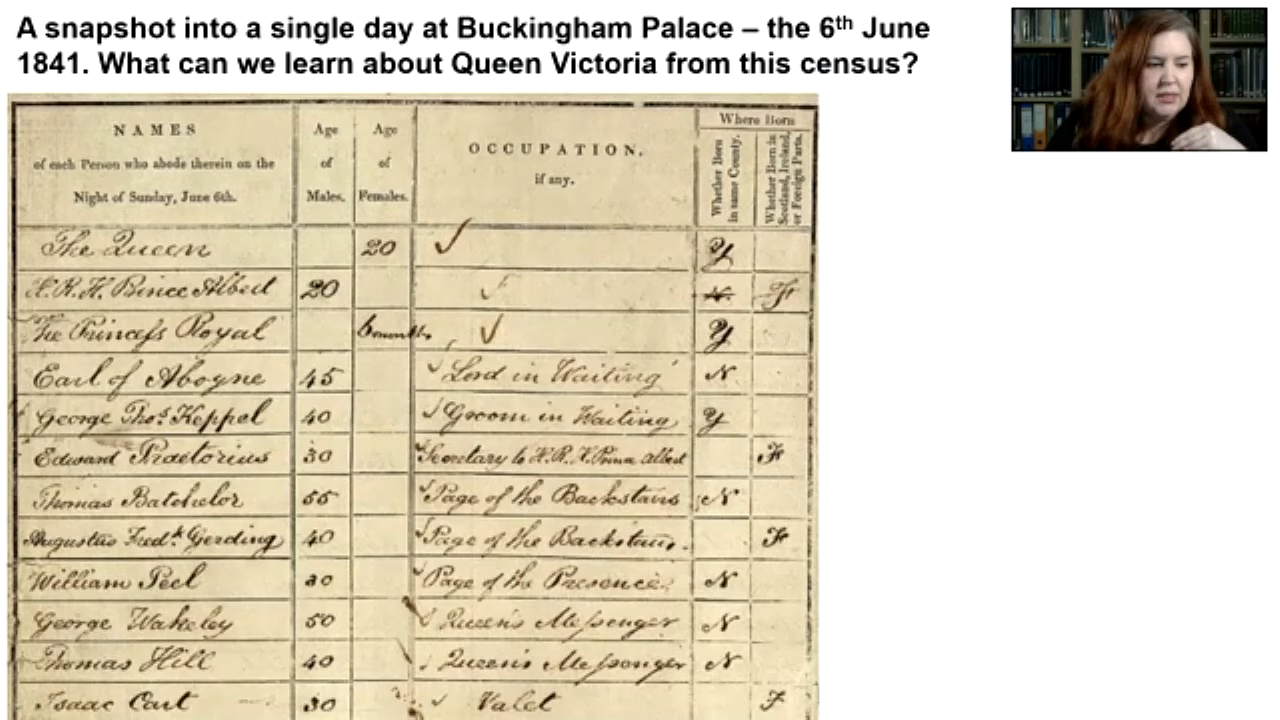 A snapshot into a single day at Buckingham Palace – the 6th June
1841. What can we learn about Queen Victoria from this census?
NAMES
of each Person who abode therein on the
Night of Sunday, June 6th.
Age
of
Males.
Age
of
Females.
OCCUPATION,
if any.
Where Born
Whether Born
in same County.
Whether Born in
Scotland, Ireland,
or Foreign Parts.
The Queen 20 Y
H.R.H. Prince Albert 20 N F
The Princess Royal 6 months Y
Earl of Aboyne 45 Lord in Waiting N
George Thos. Keppel 40 Groom in Waiting Y
Edward Praetorius 30 Secretary to H.R.H. Prince Albert F
Thomas Batchelor 55 Page of the Backstairs N
Augustus Fredk. Gerding 40 Page of the Backstairs F
William Peel 30 Page of the Presence N
George Wakeley 50 Queen's Messenger N
Thomas Hill 40 Queen's Messenger N
Isaac Cart 30 Valet F